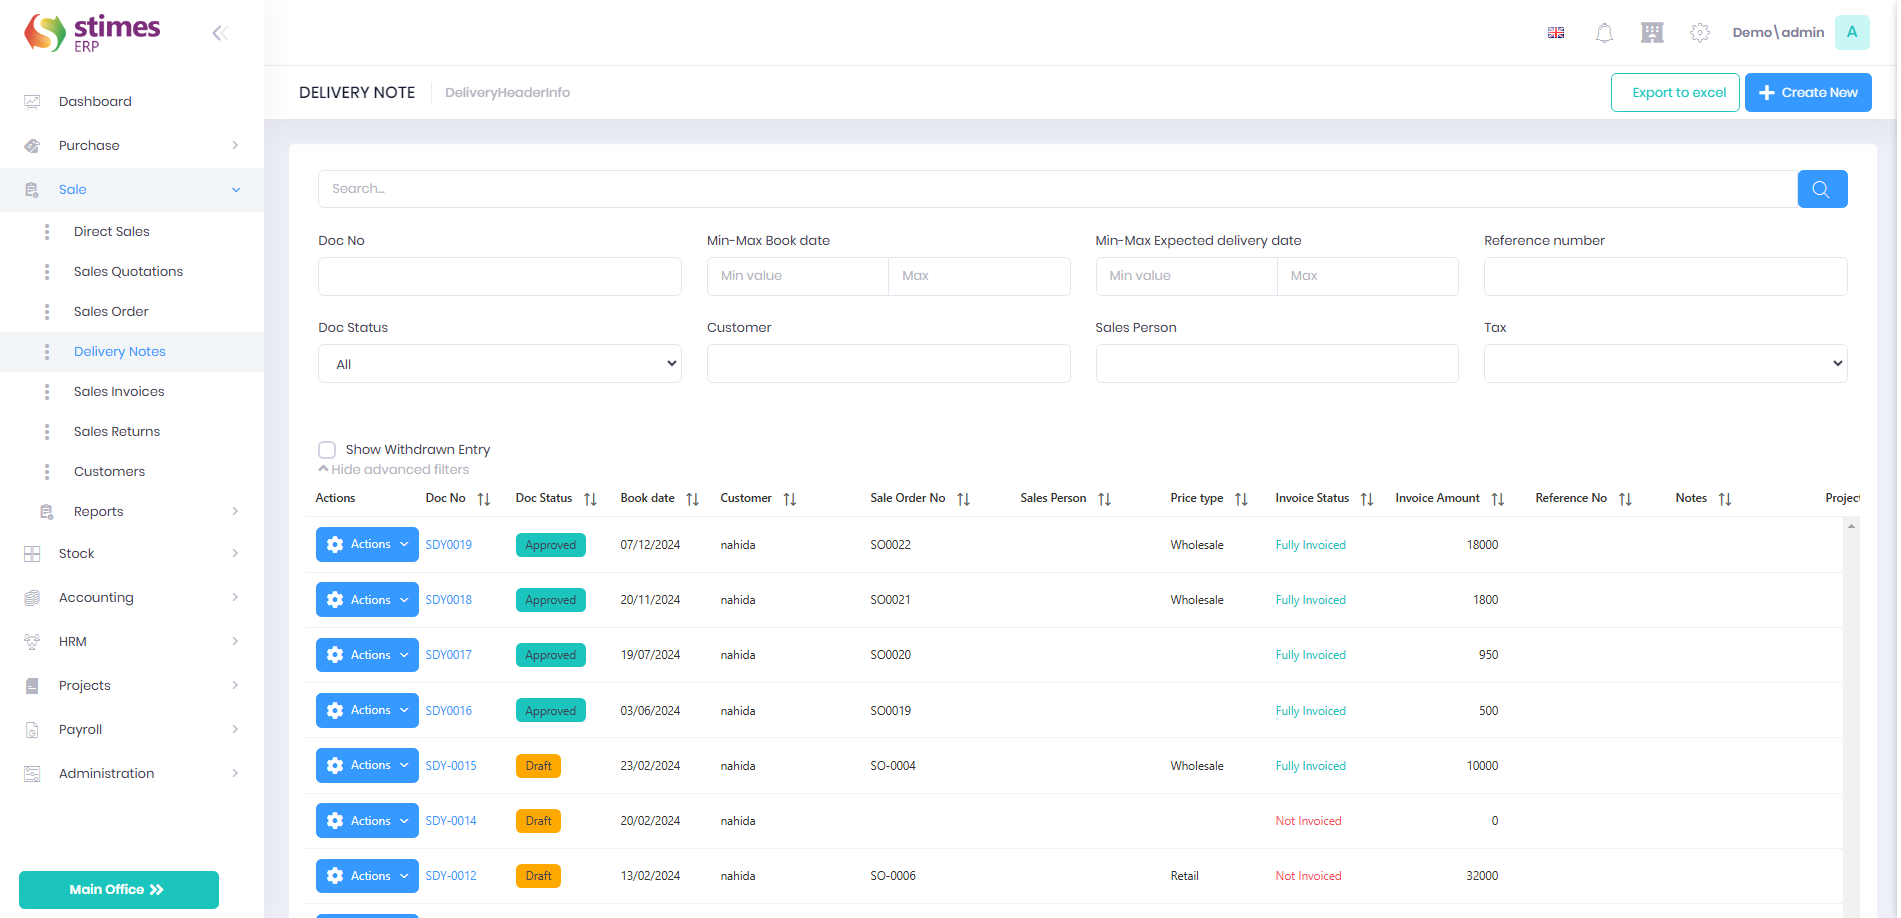 stimes
ERP
Demo\admin
A
Dashboard
Purchase
Sale
Direct Sales
Sales Quotations
Sales Order
Delivery Notes
Sales Invoices
Sales Returns
Customers
Reports
Stock
Accounting
HRM
Projects
Payroll
Administration
Main Office
DELIVERY NOTE DeliveryHeaderInfo
Export to excel
Create New
Search...
Doc No Min-Max Book date Min-Max Expected delivery date Reference number
Min value Max Min value Max
Doc Status Customer Sales Person Tax
All
Show Withdrawn Entry
Hide advanced filters
Actions Doc No Doc Status Book date Customer Sale Order No Sales Person Price type Invoice Status Invoice Amount Reference No Notes Project
Actions SDY0019 Approved 07/12/2024 nahida SO0022 Wholesale Fully Invoiced 18000
Actions SDY0018 Approved 20/11/2024 nahida SO0021 Wholesale Fully Invoiced 1800
Actions SDY0017 Approved 19/07/2024 nahida SO0020 Fully Invoiced 950
Actions SDY0016 Approved 03/06/2024 nahida SO0019 Fully Invoiced 500
Actions SDY-0015 Draft 23/02/2024 nahida SO-0004 Wholesale Fully Invoiced 10000
Actions SDY-0014 Draft 20/02/2024 nahida Not Invoiced 0
Actions SDY-0012 Draft 13/02/2024 nahida SO-0006 Retail Not Invoiced 32000